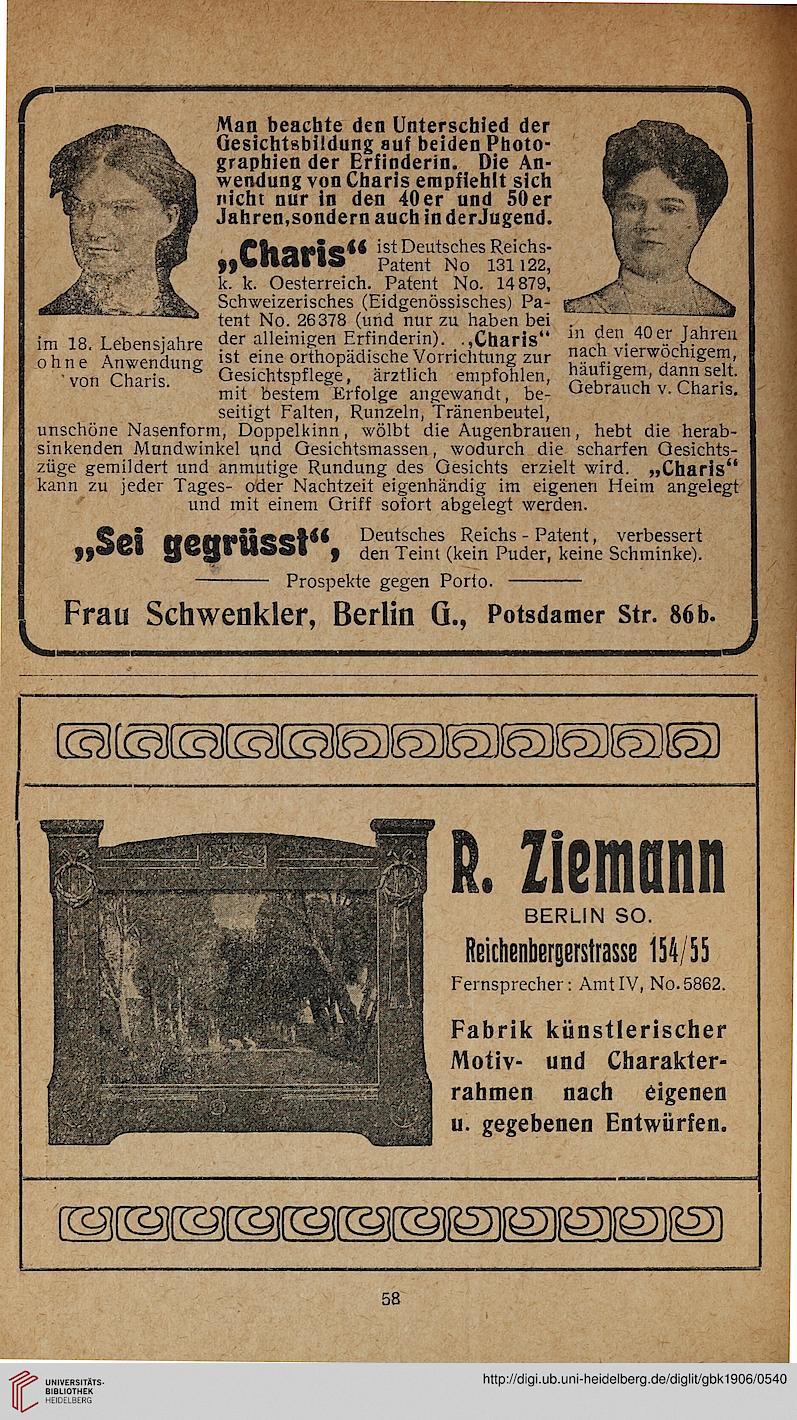 Man beachte den Unterschied der
Gesichtsbildung auf beiden Photo-
graphien der Erfinderin. Die An-
wendung von Charis empfiehlt sich
nicht nur in den 40er und 50er
Jahren, sondern auch in der Jugend.
„Charis“ ist Deutsches Reichs-
Patent No 131122,
k. k. Oesterreich. Patent No. 14879,
Schweizerisches (Eidgenössisches) Pa-
tent No. 26378 (und nur zu haben bei
der alleinigen Erfinderin). „Charis“
ist eine orthopädische Vorrichtung zur
Gesichtspflege, ärztlich empfohlen,
mit bestem Erfolge angewandt, be-
seitigt Falten, Runzeln, Tränenbeutel,
im 18. Lebensjahre
ohne Anwendung
von Charis.
in den 40er Jahren
nach vierwöchigem,
häufigem, dann selt.
Gebrauch v. Charis.
unschöne Nasenform, Doppelkinn, wölbt die Augenbrauen, hebt die herab-
sinkenden Mundwinkel und Gesichtsmassen, wodurch die scharfen Gesichts-
züge gemildert und anmutige Rundung des Gesichts erzielt wird. „Charis“
kann zu jeder Tages- oder Nachtzeit eigenhändig im eigenen Heim angelegt
und mit einem Griff sofort abgelegt werden.
„Sei gegrüsst“, Deutsches Reichs-Patent, verbessert
den Teint (kein Puder, keine Schminke).
Prospekte gegen Porto.
Frau Schwenkler, Berlin G., Potsdamer Str. 86b.
R. Ziemann
BERLIN SO.
Reichenbergerstrasse 154/55
Fernsprecher: Amt IV, No. 5862.
Fabrik künstlerischer
Motiv- und Charakter-
rahmen nach eigenen
u. gegebenen Entwürfen.
58
UNIVERSITÄTS-
BIBLIOTHEK
HEIDELBERG
http://digi.ub.uni-heidelberg.de/diglit/gbk1906/0540